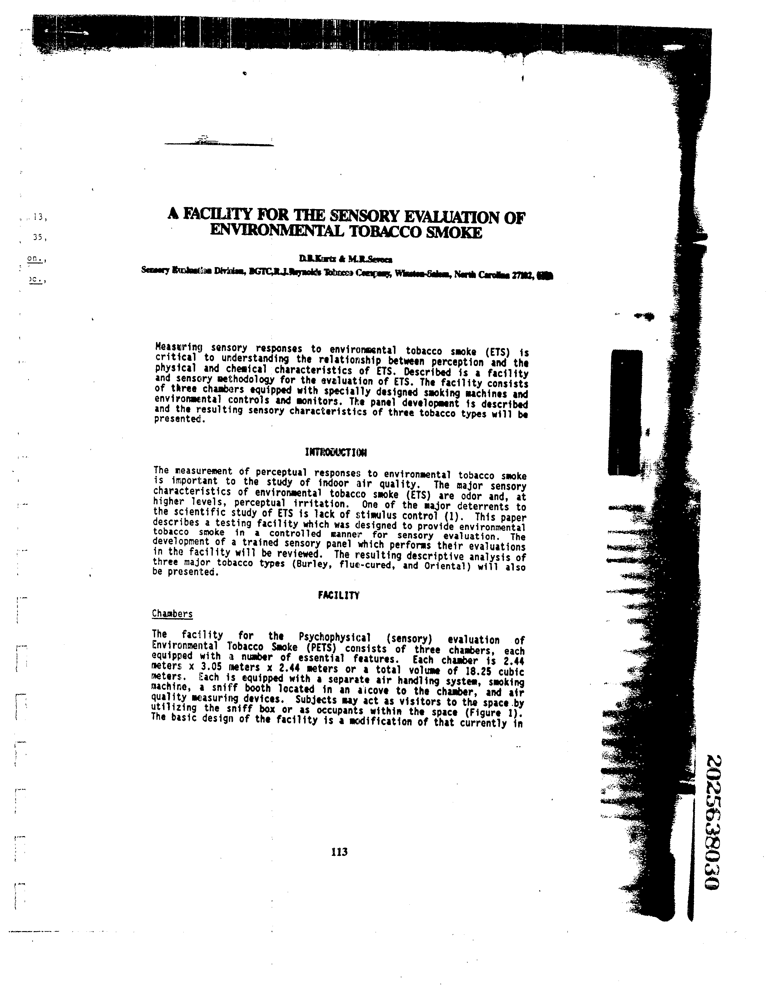 13,
35,
on.,
A FACILITY FOR THE SENSORY EVALUATION OF
ENVIRONMENTAL TOBACCO SMOKE
D.B.Kurtz & M.R.Savoca
Sensory Evaluation Division, BGTC, R.J.Reynolds Tobacco Company, Winston-Salem, North Carolina 27102,
Measuring sensory responses to environmental tobacco smoke (ETS) is
critical to understanding the relationship between perception and the
physical and chemical characteristics of ETS. Described is a facility
and sensory methodology for the evaluation of ETS. The facility consists
of three chambers equipped with specially designed smoking machines and
environmental controls and monitors. The panel development is described
and the resulting sensory characteristics of three tobacco types will be
presented.
INTRODUCTION
The measurement of perceptual responses to environmental tobacco smoke
is important to the study of indoor air quality. The major sensory
characteristics of environmental tobacco smoke (ETS) are odor and, at
higher levels, perceptual irritation. One of the major deterrents to
the scientific study of ETS is lack of stimulus control (1). This paper
describes a testing facility which was designed to provide environmental
tobacco smoke in a controlled manner for sensory evaluation. The
development of a trained sensory panel which performs their evaluations
in the facility will be reviewed. The resulting descriptive analysis of
three major tobacco types (Burley, flue-cured, and Oriental) will also
be presented.
FACILITY
Chambers
The facility for the Psychophysical (sensory) evaluation of
Environmental Tobacco Smoke (PETS) consists of three chambers, each
equipped with a number of essential features. Each chamber is 2.44
meters x 3.05 meters x 2.44 meters or a total volume of 18.25 cubic
meters. Each is equipped with a separate air handling system, smoking
machine, a sniff booth located in an alcove to the chamber, and air
quality measuring devices. Subjects may act as visitors to the space by
utilizing the sniff box or as occupants within the space (Figure 1).
The basic design of the facility is a modification of that currently in
113
2025638030